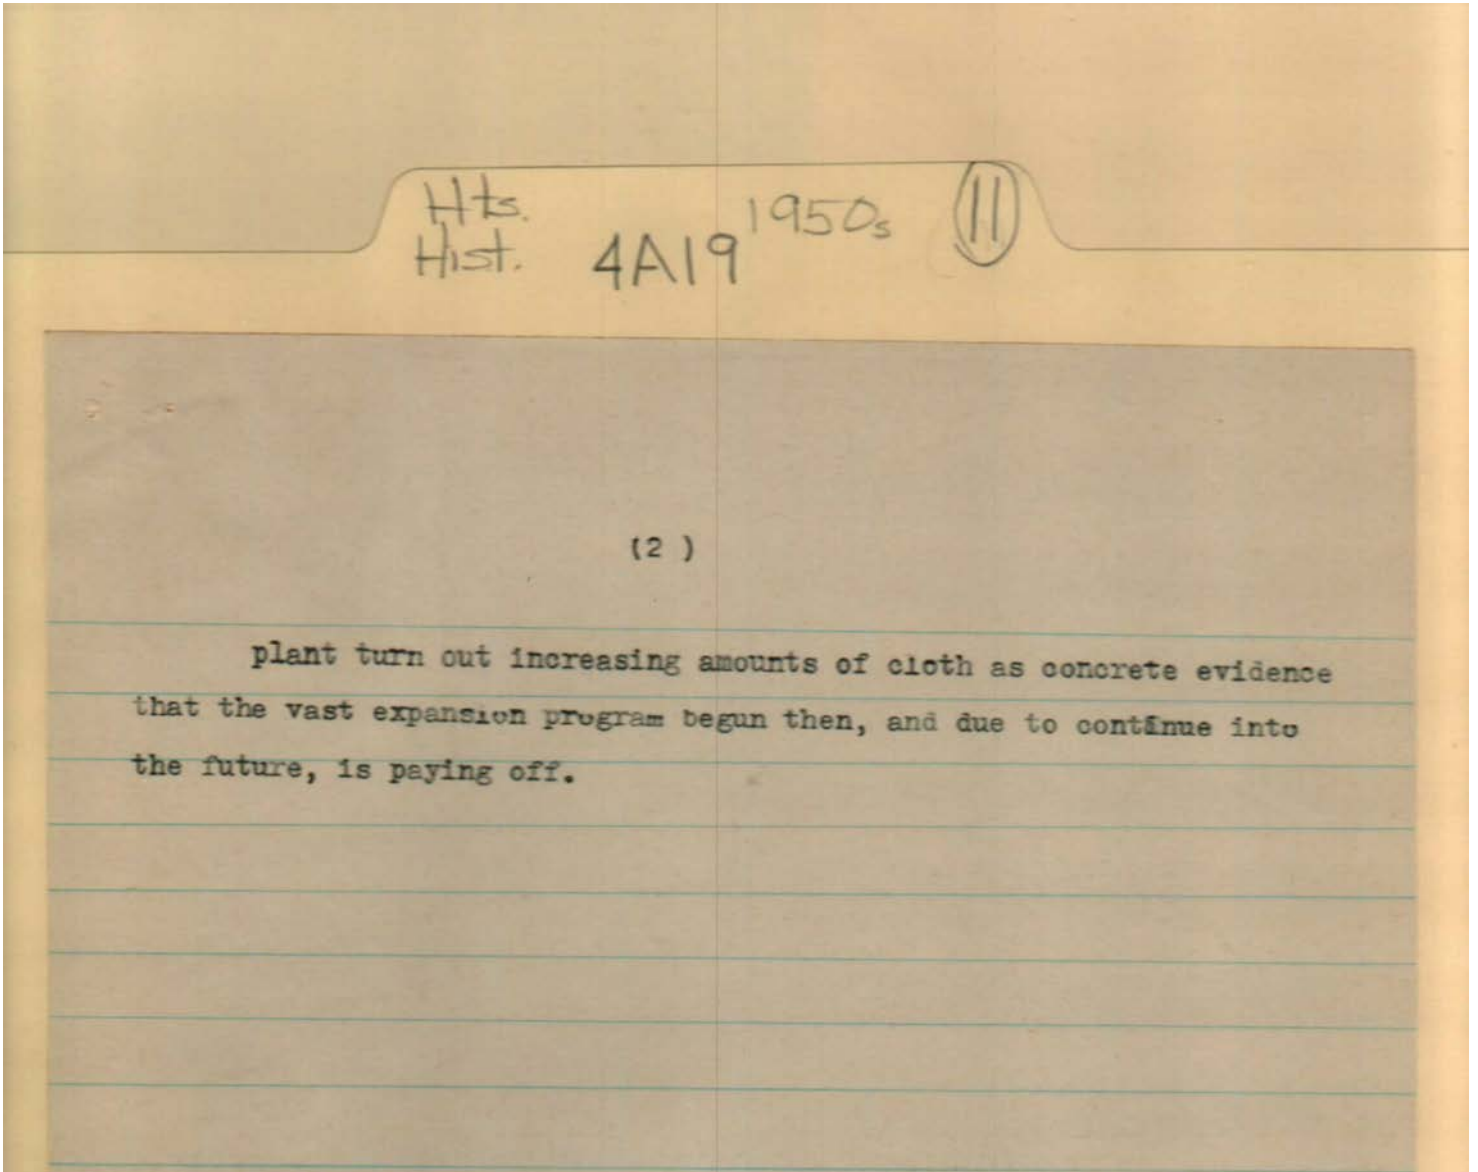 Hts. 1950s 11
Hist. 4A19
(2 )
plant turn out increasing amounts of cloth as concrete evidence
that the vast expansion program begun then, and due to continue into
the future, is paying off.